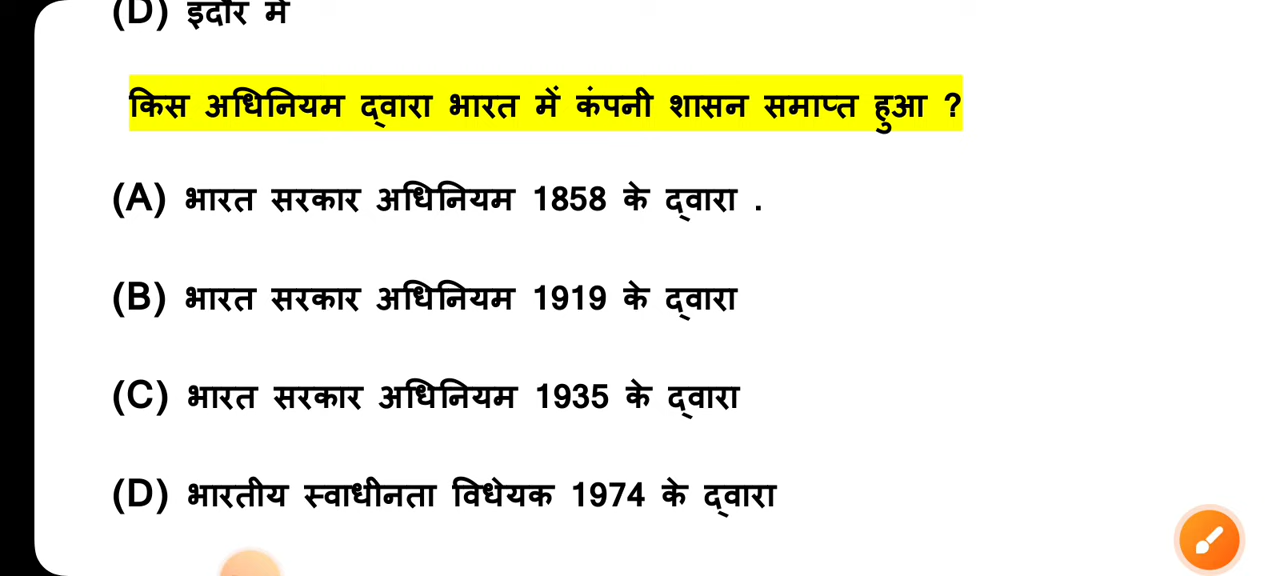 (D) इंदौर में
किस अधिनियम द्वारा भारत में कंपनी शासन समाप्त हुआ ?
(A) भारत सरकार अधिनियम 1858 के द्वारा .
(B) भारत सरकार अधिनियम 1919 के द्वारा
(C) भारत सरकार अधिनियम 1935 के द्वारा
(D) भारतीय स्वाधीनता विधेयक 1974 के द्वारा